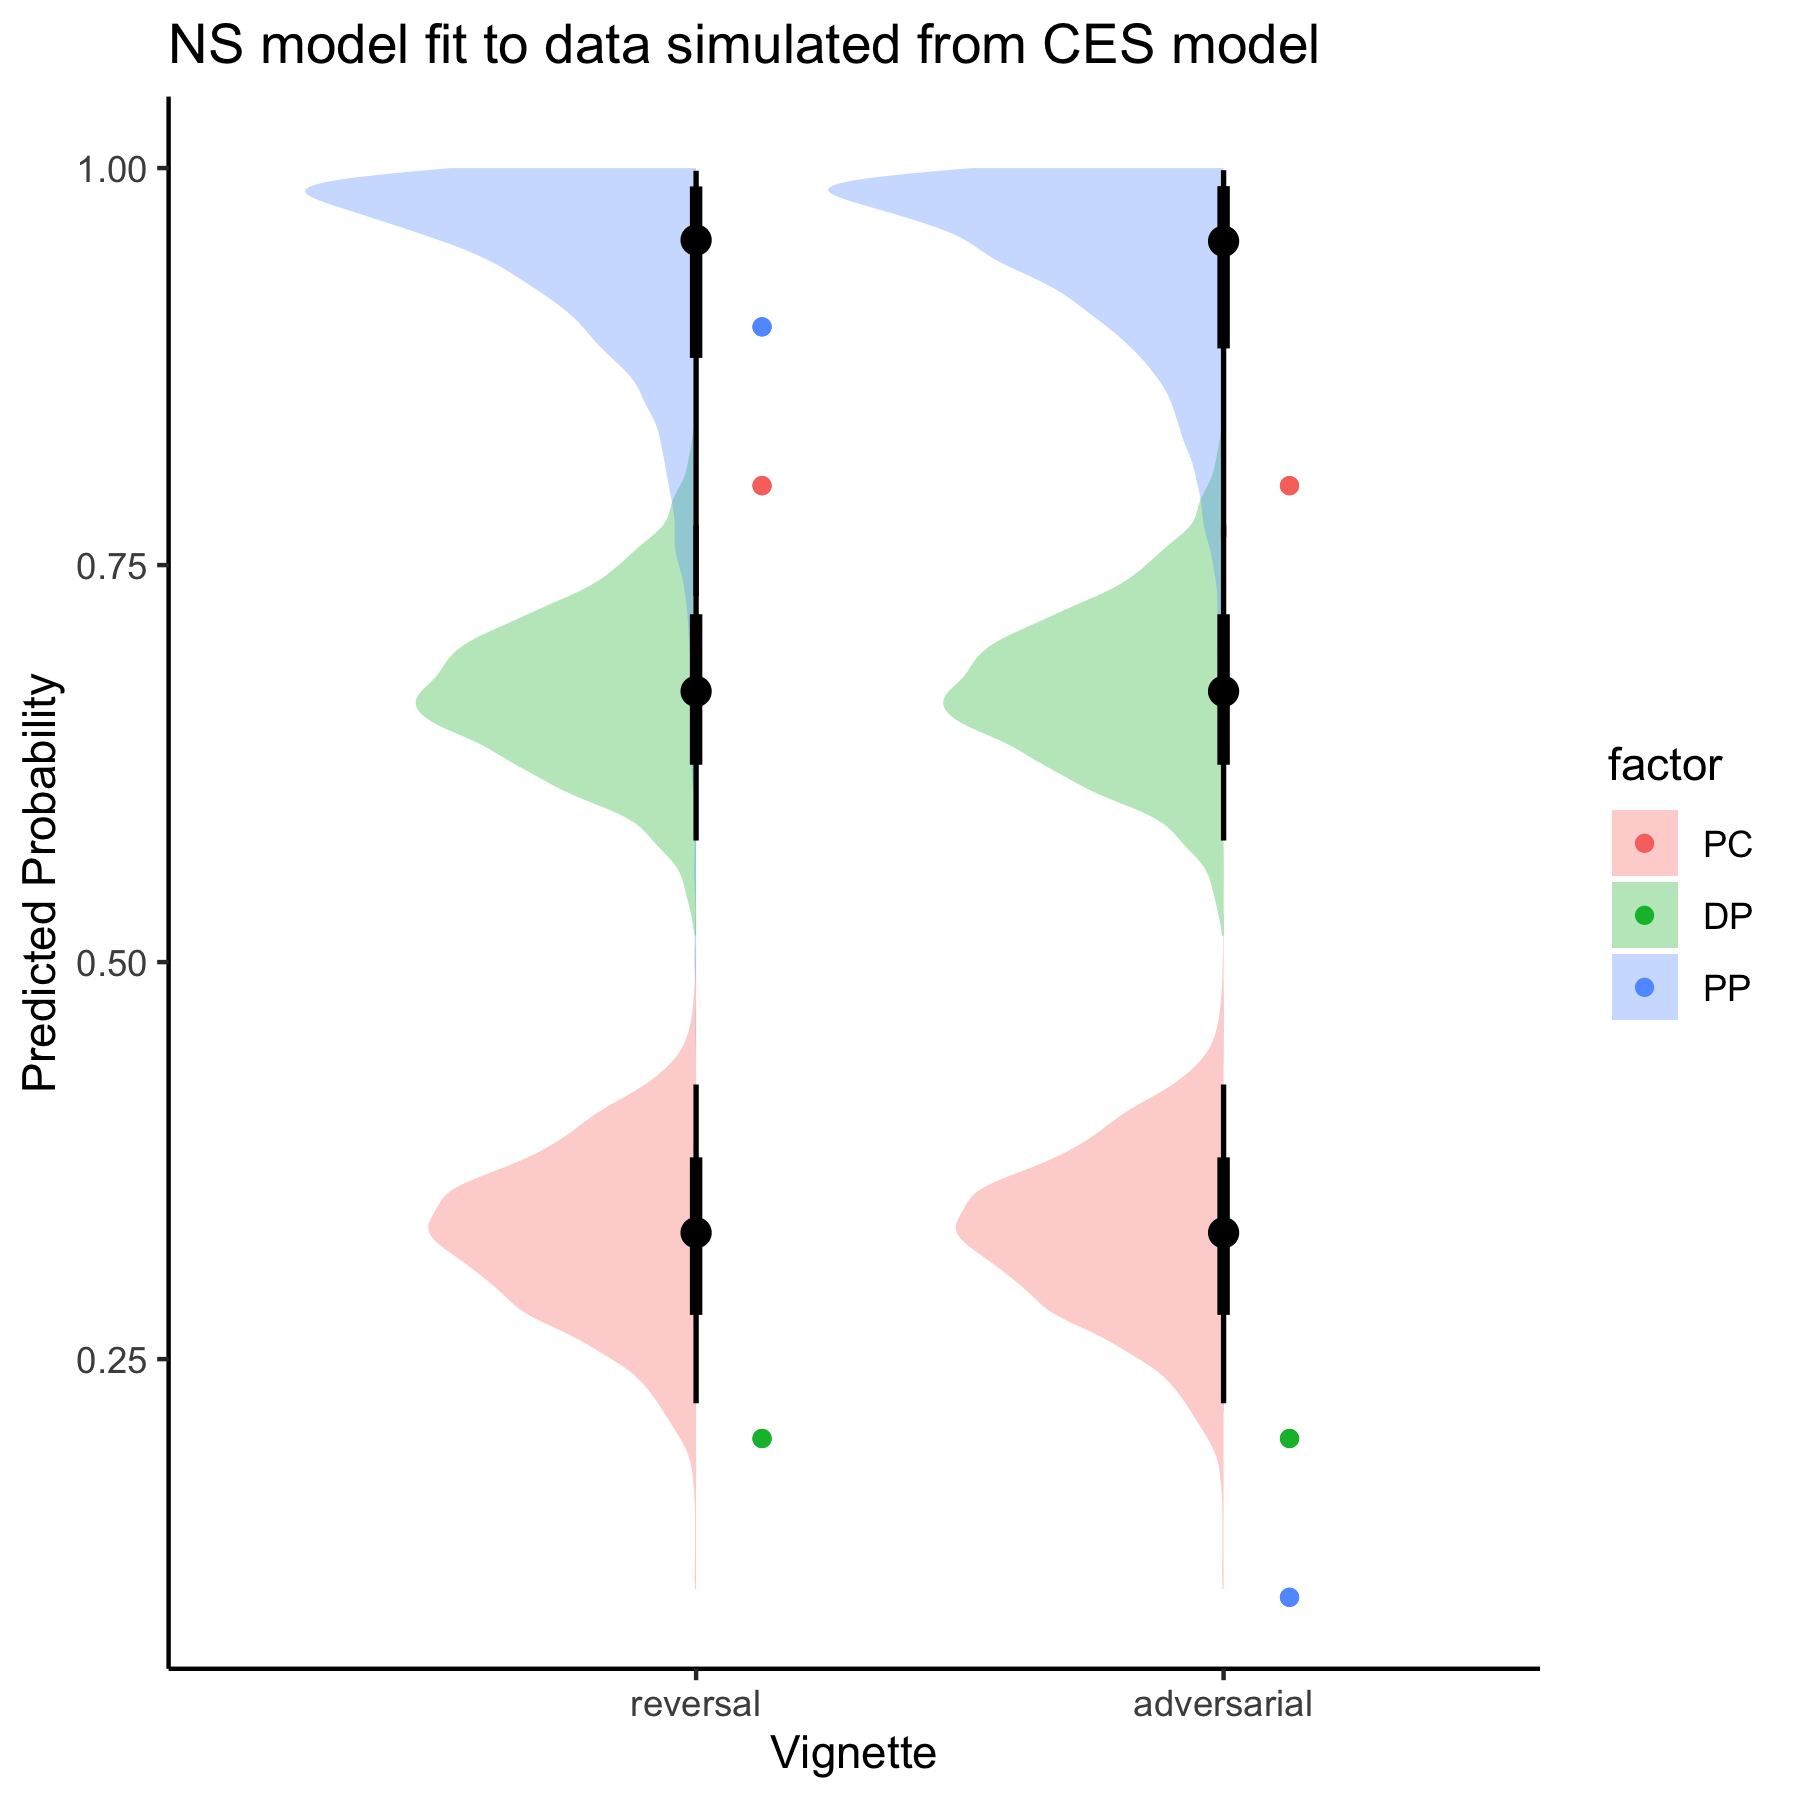 NS model fit to data simulated from CES model
1.00
0.75
0.50
0.25
Predicted Probability
reversal
adversarial
Vignette
factor
PC
DP
PP